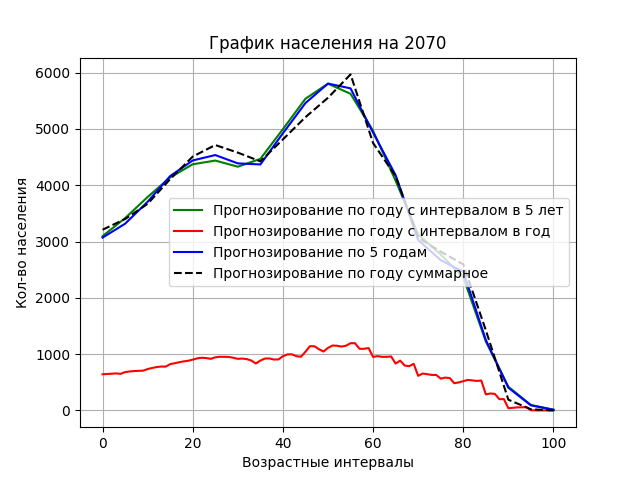 График населения на 2070
6000
5000
4000
3000
2000
1000
0
Кол-во населения
Прогнозирование по году с интервалом в 5 лет
Прогнозирование по году с интервалом в год
Прогнозирование по 5 годам
Прогнозирование по году суммарное
0 20 40 60 80 100
Возрастные интервалы